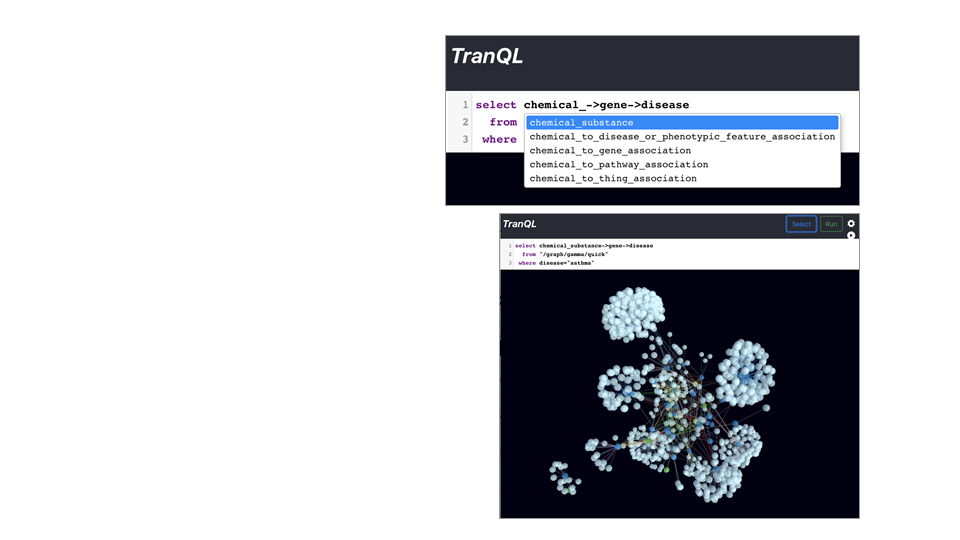 TranQL
1 select chemical_->gene->disease
2 from
3 where
chemical_substance
chemical_to_disease_or_phenotypic_feature_association
chemical_to_gene_association
chemical_to_pathway_association
chemical_to_thing_association
TranQL
Select Run
1 select chemical_substance->gene->disease
2 from "/graph/gamma/quick"
3 where disease="asthma"